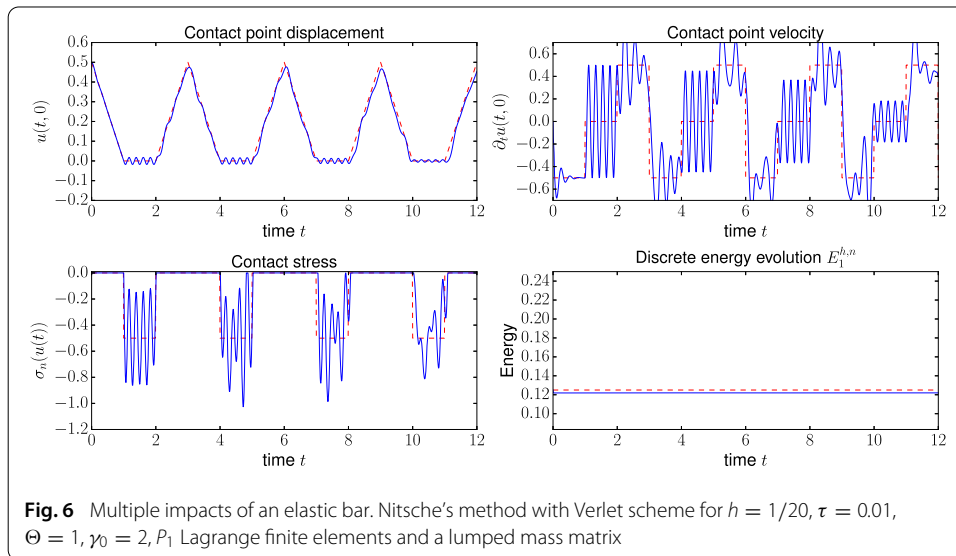 Contact point displacement
0.6
0.5
0.4
0.3
0.2
0.1
0.0
−0.1
0.2
0 2 4 6 8 10 12
u(t, 0)
time t
Contact point velocity
0.6
0.4
0.2
0.0
−0.2
−0.4
−0.6
0 2 4 6 8 10 12
∂ₜu(t, 0)
time t
Contact stress
0.0
−0.2
−0.4
−0.6
−0.8
−1.0
−1.2
0 2 4 6 8 10 12
σₙ(u(t))
time t
Discrete energy evolution E₁ʰ,ⁿ
0.24
0.22
0.20
0.18
0.16
0.14
0.12
0.10
0 2 4 6 8 10 12
Energy
time t
Fig. 6 Multiple impacts of an elastic bar. Nitsche's method with Verlet scheme for h = 1/20, τ = 0.01,
Θ = 1, γ₀ = 2, P₁ Lagrange finite elements and a lumped mass matrix